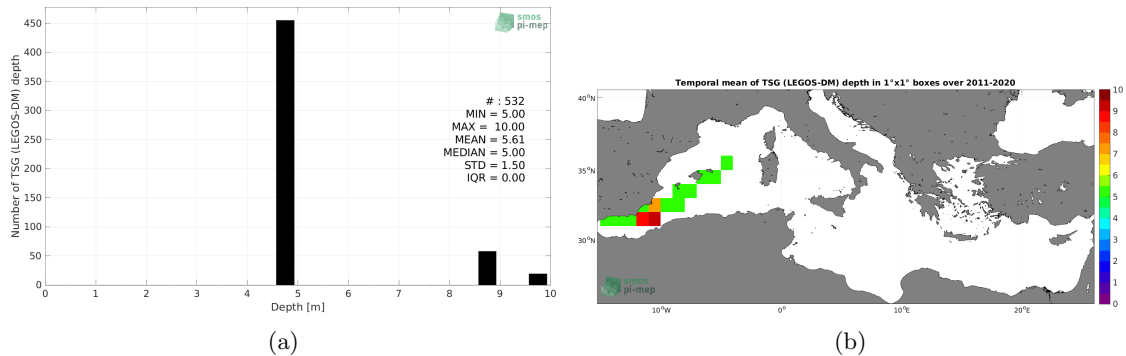 450
400
350
300
250
200
150
100
50
0
Number of TSG (LEGOS-DM) depth
smos
pi-mep
# : 532
MIN = 5.00
MAX = 10.00
MEAN = 5.61
MEDIAN = 5.00
STD = 1.50
IQR = 0.00
0 1 2 3 4 5 6 7 8 9 10
Depth [m]
(a)
Temporal mean of TSG (LEGOS-DM) depth in 1°x1° boxes over 2011-2020
40°N
35°N
30°N
10°W 0° 10°E 20°E
smos
pi-mep
10
9
8
7
6
5
4
3
2
1
0
(b)